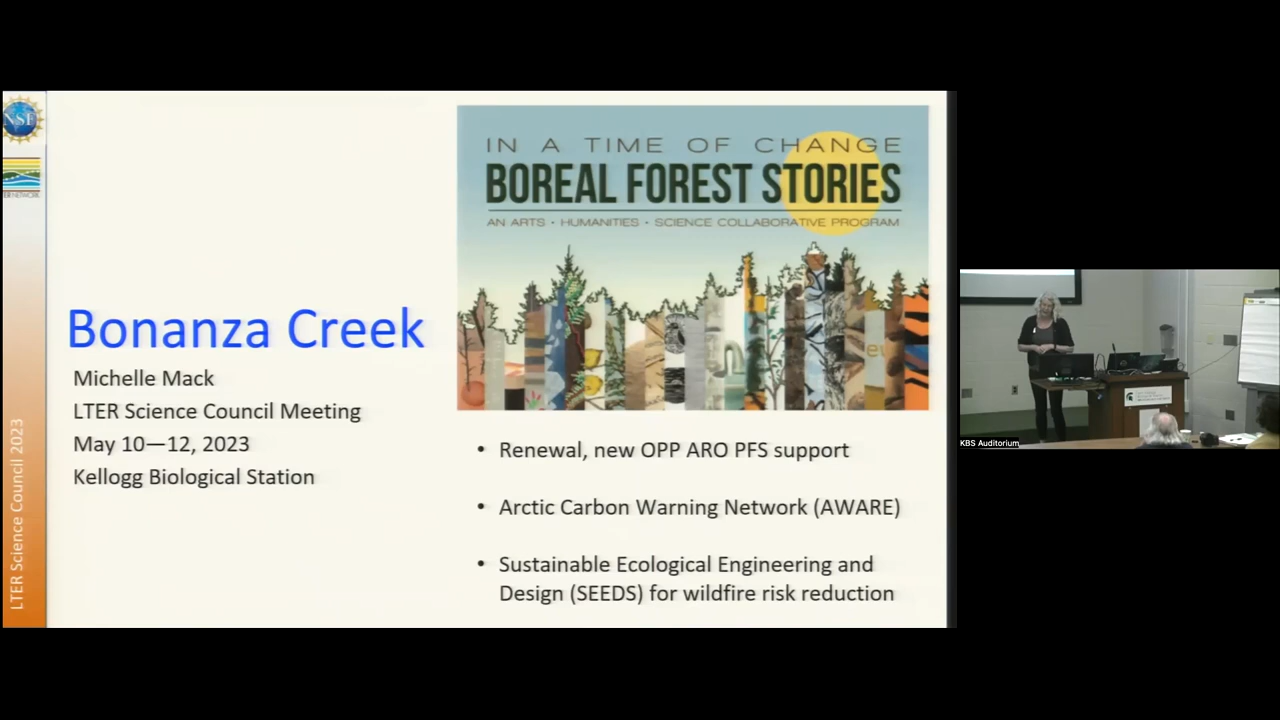 NSF
LTER Science Council 2023
IN A TIME OF CHANGE
BOREAL FOREST STORIES
AN ARTS • HUMANITIES • SCIENCE COLLABORATIVE PROGRAM
Bonanza Creek
Michelle Mack
LTER Science Council Meeting
May 10—12, 2023
Kellogg Biological Station
• Renewal, new OPP ARO PFS support
• Arctic Carbon Warning Network (AWARE)
• Sustainable Ecological Engineering and
Design (SEEDS) for wildfire risk reduction
KBS Auditorium